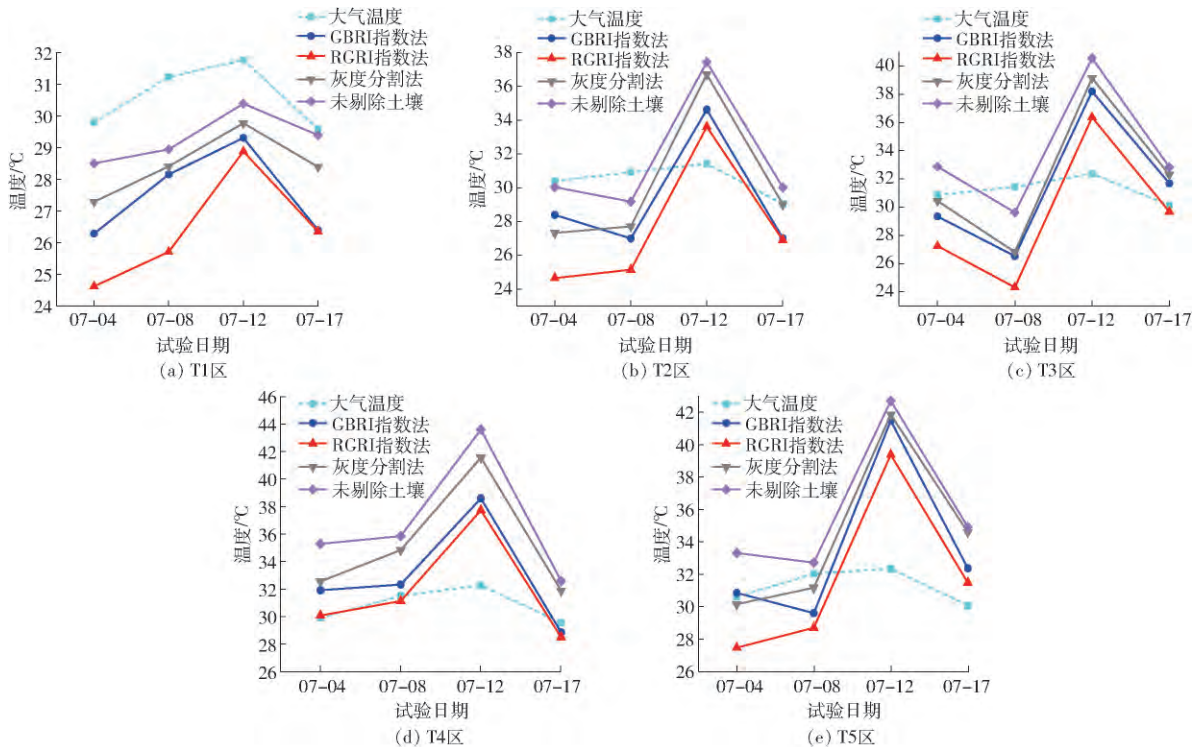 大气温度
GBRI指数法
RGRI指数法
灰度分割法
未剔除土壤
32
31
30
29
28
27
26
25
24
温度/℃
07-04 07-08 07-12 07-17
试验日期
(a) T1区
大气温度
GBRI指数法
RGRI指数法
灰度分割法
未剔除土壤
38
36
34
32
30
28
26
24
温度/℃
07-04 07-08 07-12 07-17
试验日期
(b) T2区
大气温度
GBRI指数法
RGRI指数法
灰度分割法
未剔除土壤
40
38
36
34
32
30
28
26
24
温度/℃
07-04 07-08 07-12 07-17
试验日期
(c) T3区
大气温度
GBRI指数法
RGRI指数法
灰度分割法
未剔除土壤
46
44
42
40
38
36
34
32
30
28
26
温度/℃
07-04 07-08 07-12 07-17
试验日期
(d) T4区
大气温度
GBRI指数法
RGRI指数法
灰度分割法
未剔除土壤
42
40
38
36
34
32
30
28
26
温度/℃
07-04 07-08 07-12 07-17
试验日期
(e) T5区